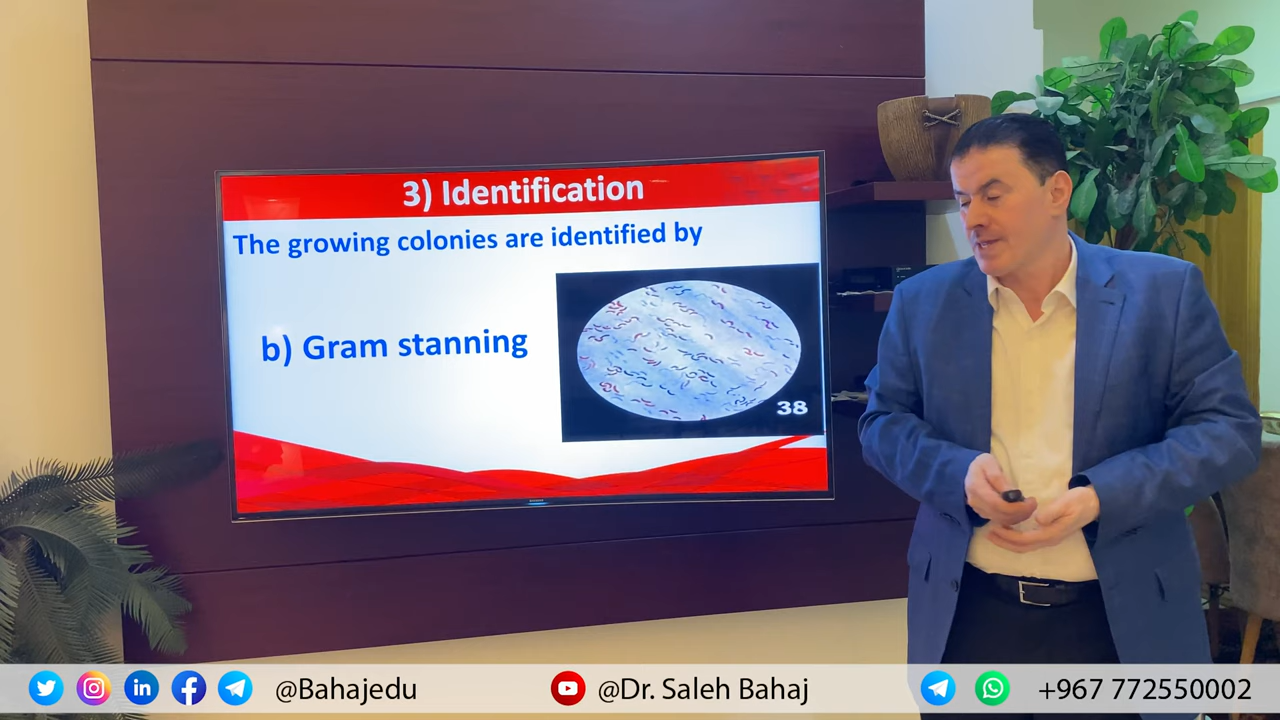 3) Identification
The growing colonies are identified by
b) Gram stanning
38
@Bahajedu
@Dr. Saleh Bahaj
+967 772550002